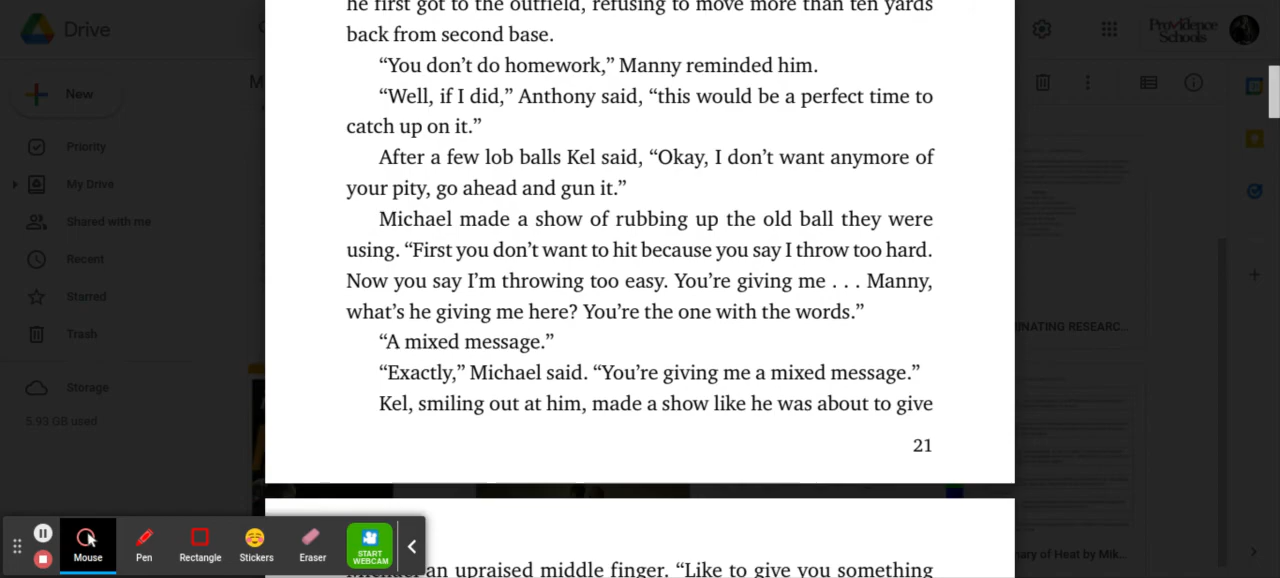 he first got to the outfield, refusing to move more than ten yards
Drive
Providence
Schools
back from second base.
“You don’t do homework,” Manny reminded him.
M
New
“Well, if I did,” Anthony said, “this would be a perfect time to
catch up on it.”
Priority
After a few lob balls Kel said, “Okay, I don’t want anymore of
My Drive
your pity, go ahead and gun it.”
Shared with me
Michael made a show of rubbing up the old ball they were
using. “First you don’t want to hit because you say I throw too hard.
Recent
Now you say I’m throwing too easy. You’re giving me . . . Manny,
Starred
what’s he giving me here? You’re the one with the words.”
INATING RESEARC...
Trash
“A mixed message.”
“Exactly,” Michael said. “You’re giving me a mixed message.”
Storage
Kel, smiling out at him, made a show like he was about to give
5.93 GB used
21
Mouse
Pen
Rectangle
Stickers
Eraser
START
WEBCAM
nary of Heat by Mik...
Michael an upraised middle finger. “Like to give you something